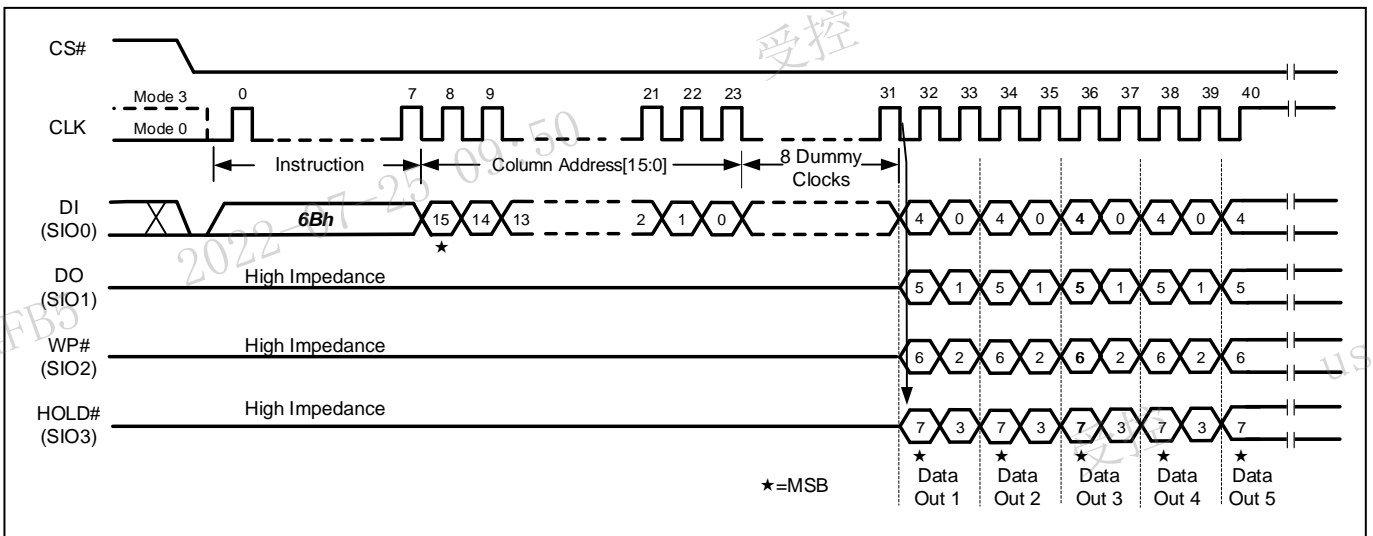 CS#
Mode 3
CLK
Mode 0
0 7 8 9 21 22 23 31 32 33 34 35 36 37 38 39 40
Instruction
Column Address[15:0]
8 Dummy
Clocks
DI
(SIO0)
6Bh
15 14 13 2 1 0 4 0 4 0 4 0 4 0 4
★
DO
(SIO1)
High Impedance
5 1 5 1 5 1 5 1 5
WP#
(SIO2)
High Impedance
6 2 6 2 6 2 6 2 6
HOLD#
(SIO3)
High Impedance
7 3 7 3 7 3 7 3 7
★ ★ ★ ★ ★
★=MSB
Data
Out 1
Data
Out 2
Data
Out 3
Data
Out 4
Data
Out 5
受控
2022-07-25 09:50
FB5
受控
us